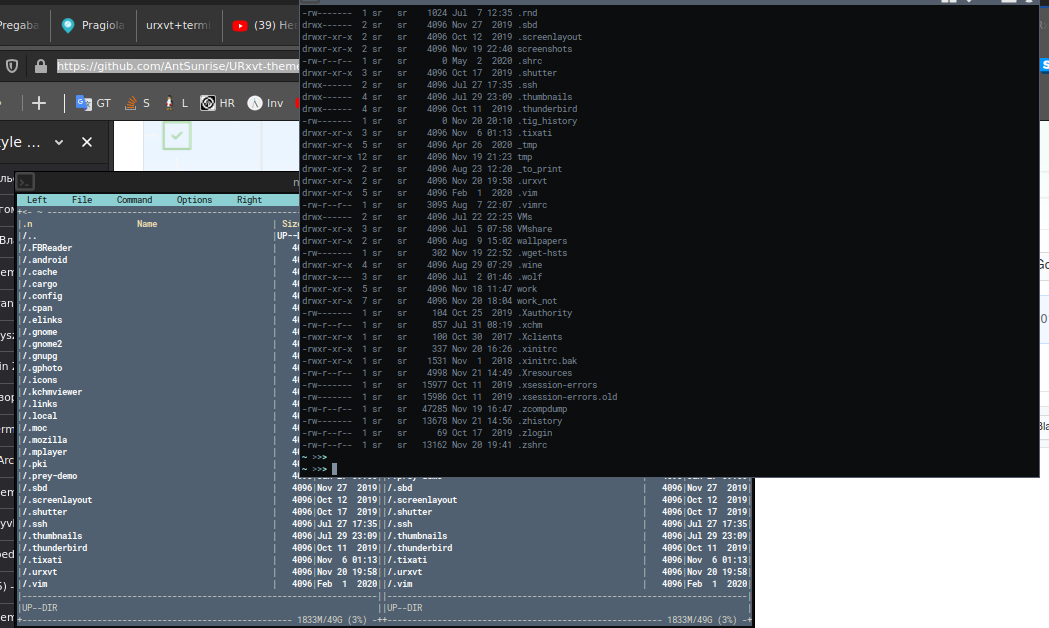 Pregaba
Pragiola
urxvt+termi
(39) He
https://github.com/AntSunrise/URxvt-them
GT
S
L
HR
Inv
tyle ...
-rw------- 1 sr sr 1024 Jul 7 12:35 .rnd
drwx------ 2 sr sr 4096 Nov 27 2019 .sbd
drwxr-xr-x 2 sr sr 4096 Oct 12 2019 .screenlayout
drwxr-xr-x 2 sr sr 4096 Nov 19 22:40 screenshots
-rw-r--r-- 1 sr sr 0 May 2 2020 .shrc
drwxr-xr-x 3 sr sr 4096 Oct 17 2019 .shutter
drwx------ 2 sr sr 4096 Jul 27 17:35 .ssh
drwx------ 4 sr sr 4096 Jul 29 23:09 .thumbnails
drwx------ 4 sr sr 4096 Oct 11 2019 .thunderbird
-rw------- 1 sr sr 0 Nov 20 20:10 .tig_history
drwxr-xr-x 3 sr sr 4096 Nov 6 01:13 .tixati
drwxr-xr-x 5 sr sr 4096 Apr 26 2020 _tmp
drwxr-xr-x 12 sr sr 4096 Nov 19 21:23 tmp
drwxr-xr-x 2 sr sr 4096 Aug 23 12:20 _to_print
drwxr-xr-x 2 sr sr 4096 Nov 20 19:58 .urxvt
drwxr-xr-x 5 sr sr 4096 Feb 1 2020 .vim
-rw-r--r-- 1 sr sr 3095 Aug 7 22:07 .vimrc
drwx------ 2 sr sr 4096 Jul 22 22:25 VMs
drwxr-xr-x 3 sr sr 4096 Jul 5 07:58 VMshare
drwxr-xr-x 2 sr sr 4096 Aug 9 15:02 wallpapers
-rw------- 1 sr sr 302 Nov 19 22:52 .wget-hsts
drwxr-xr-x 4 sr sr 4096 Aug 29 07:29 .wine
drwxr-x--- 3 sr sr 4096 Jul 2 01:46 .wolf
drwxr-xr-x 5 sr sr 4096 Nov 18 11:47 work
drwxr-xr-x 7 sr sr 4096 Nov 20 18:04 work_not
-rw------- 1 sr sr 104 Oct 25 2019 .Xauthority
-rw-r--r-- 1 sr sr 857 Jul 31 08:19 .xchm
-rwxr-xr-x 1 sr sr 100 Oct 30 2017 .Xclients
-rwxr-xr-x 1 sr sr 337 Nov 20 16:26 .xinitrc
-rwxr-xr-x 1 sr sr 1531 Nov 1 2018 .xinitrc.bak
-rw-r--r-- 1 sr sr 4998 Nov 21 14:49 .Xresources
-rw------- 1 sr sr 15977 Oct 11 2019 .xsession-errors
-rw------- 1 sr sr 15986 Oct 11 2019 .xsession-errors.old
-rw-r--r-- 1 sr sr 47285 Nov 19 16:47 .zcompdump
-rw------- 1 sr sr 13678 Nov 21 14:56 .zhistory
-rw-r--r-- 1 sr sr 69 Oct 17 2019 .zlogin
-rw-r--r-- 1 sr sr 13162 Nov 20 19:41 .zshrc
~ >>>
~ >>>
Left File Command Options Right
+<- ~ ---
|.n Name | Siz
|/.. |UP--
|/.FBReader | 4
|/.android | 4
|/.cache | 4
|/.cargo | 4
|/.config | 4
|/.cpan | 4
|/.elinks | 4
|/.gnome | 4
|/.gnome2 | 4
|/.gnupg | 4
|/.gphoto | 4
|/.icons | 4
|/.kchmviewer | 4
|/.links | 4
|/.local | 4
|/.moc | 4
|/.mozilla | 4
|/.mplayer | 4
|/.pki | 4
|/.prey-demo
|/.sbd | 4096|Nov 27 2019||/.sbd | 4096|Nov 27 2019|
|/.screenlayout | 4096|Oct 12 2019||/.screenlayout | 4096|Oct 12 2019|
|/.shutter | 4096|Oct 17 2019||/.shutter | 4096|Oct 17 2019|
|/.ssh | 4096|Jul 27 17:35||/.ssh | 4096|Jul 27 17:35|
|/.thumbnails | 4096|Jul 29 23:09||/.thumbnails | 4096|Jul 29 23:09|
|/.thunderbird | 4096|Oct 11 2019||/.thunderbird | 4096|Oct 11 2019|
|/.tixati | 4096|Nov 6 01:13||/.tixati | 4096|Nov 6 01:13|
|/.urxvt | 4096|Nov 20 19:58||/.urxvt | 4096|Nov 20 19:58|
|/.vim | 4096|Feb 1 2020||/.vim | 4096|Feb 1 2020|
|UP--DIR ||UP--DIR
1833M/49G (3%) -++ 1833M/49G (3%) -+